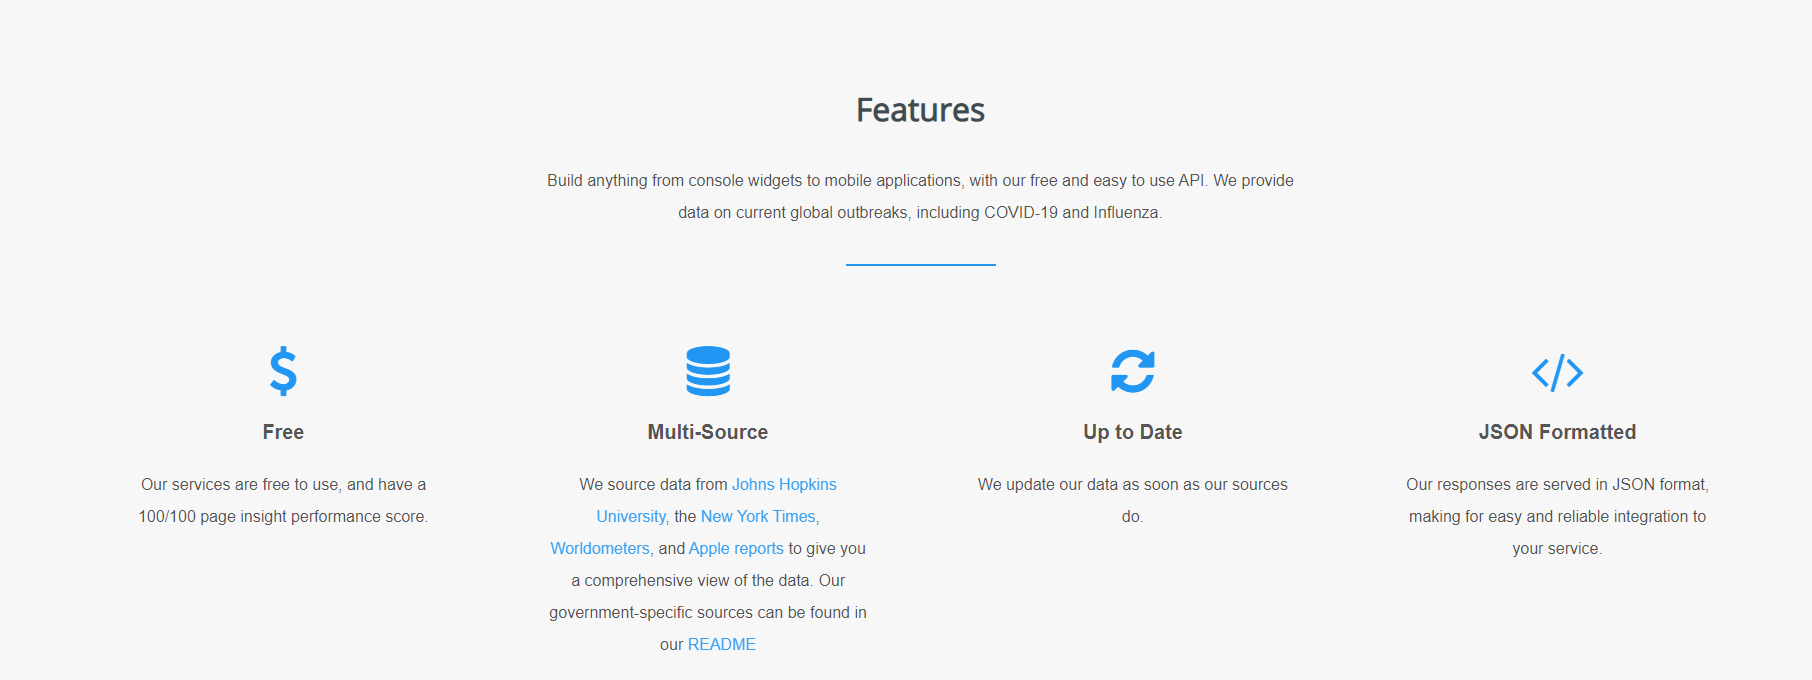 Features
Build anything from console widgets to mobile applications, with our free and easy to use API. We provide
data on current global outbreaks, including COVID-19 and Influenza.
Free
Our services are free to use, and have a
100/100 page insight performance score.
Multi-Source
We source data from Johns Hopkins
University, the New York Times,
Worldometers, and Apple reports to give you
a comprehensive view of the data. Our
government-specific sources can be found in
our README
Up to Date
We update our data as soon as our sources
do.
JSON Formatted
Our responses are served in JSON format,
making for easy and reliable integration to
your service.